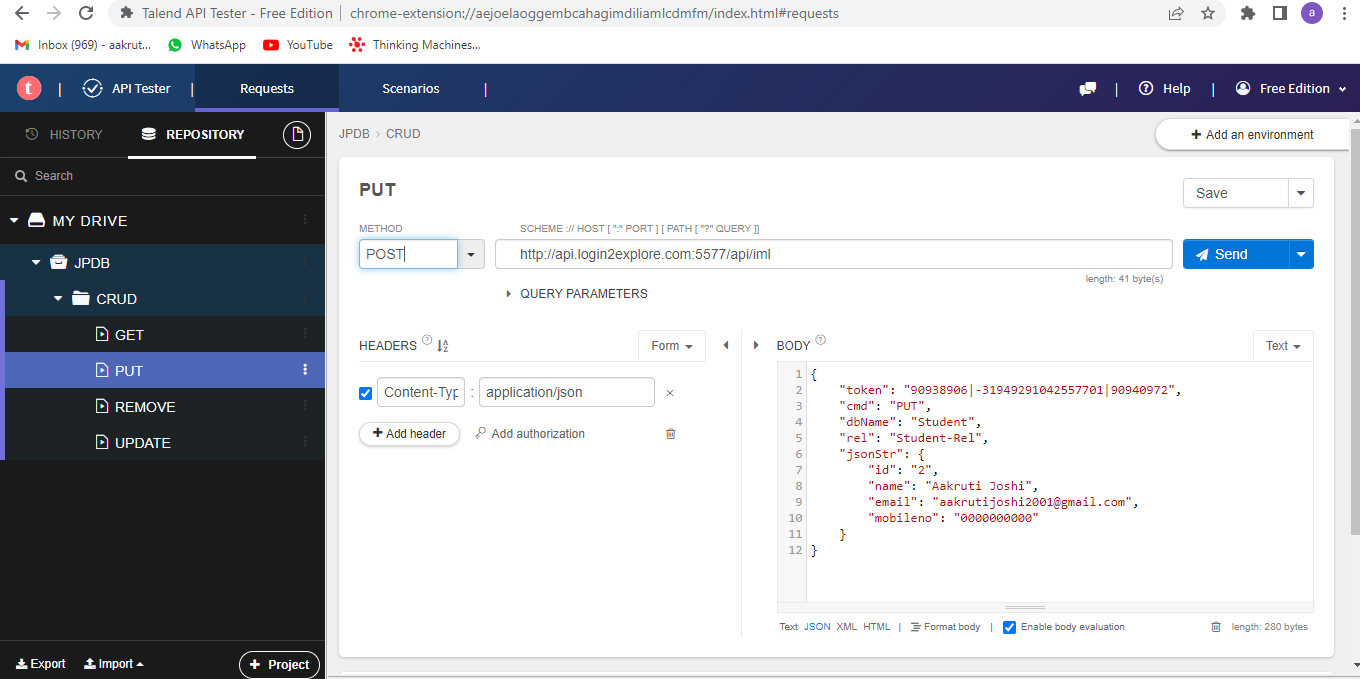 Talend API Tester - Free Edition | chrome-extension://aejoelaoggembcahagimdiliamlcdmfm/index.html#requests
a
Inbox (969) - aakrut...
WhatsApp
YouTube
Thinking Machines...
t | API Tester | Requests Scenarios | | Help | Free Edition
HISTORY REPOSITORY
Search
MY DRIVE
JPDB
CRUD
GET
PUT
REMOVE
UPDATE
Export Import + Project
JPDB > CRUD
+ Add an environment
PUT
Save
METHOD
SCHEME :// HOST [ ":" PORT ] [ PATH [ "?" QUERY ]]
POST
http://api.login2explore.com:5577/api/iml
Send
length: 41 byte(s)
QUERY PARAMETERS
HEADERS ? Form
Content-Typ : application/json ×
+ Add header Add authorization
BODY ? Text
1 {
2 "token": "90938906|-31949291042557701|90940972",
3 "cmd": "PUT",
4 "dbName": "Student",
5 "rel": "Student-Rel",
6 "jsonStr": {
7 "id": "2",
8 "name": "Aakruti Joshi",
9 "email": "aakrutijoshi2001@gmail.com",
10 "mobileno": "0000000000"
11 }
12 }
Text JSON XML HTML | Format body | Enable body evaluation length: 280 bytes